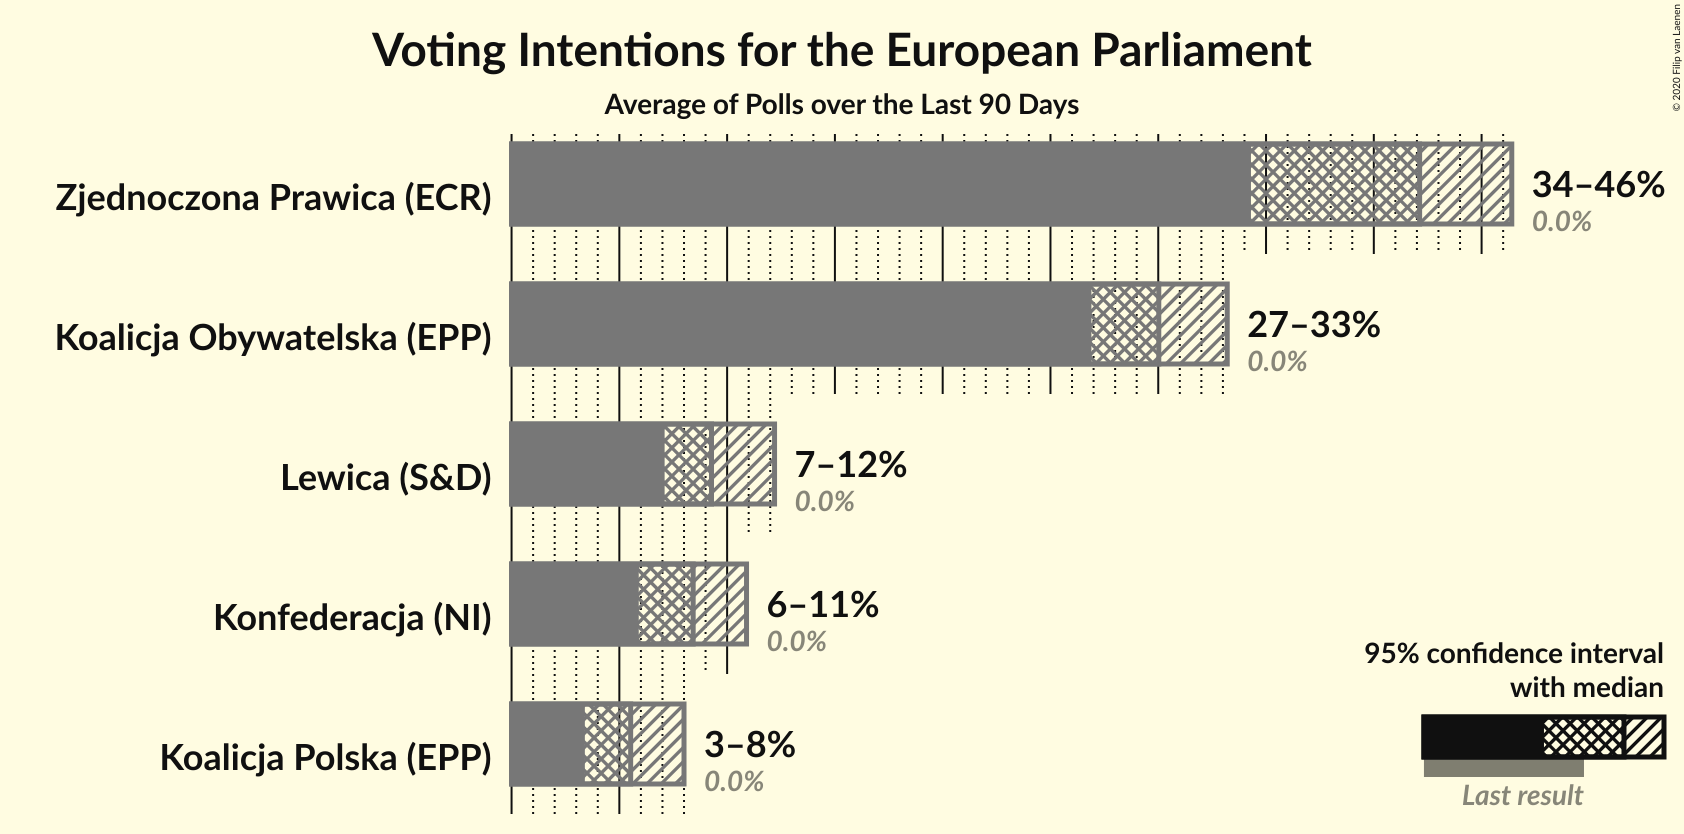 Voting Intentions for the European Parliament
Average of Polls over the Last 90 Days
© 2020 Filip van Laenen
Zjednoczona Prawica (ECR)
34–46%
0.0%
Koalicja Obywatelska (EPP)
27–33%
0.0%
Lewica (S&D)
7–12%
0.0%
Konfederacja (NI)
6–11%
0.0%
Koalicja Polska (EPP)
3–8%
0.0%
95% confidence interval
with median
Last result